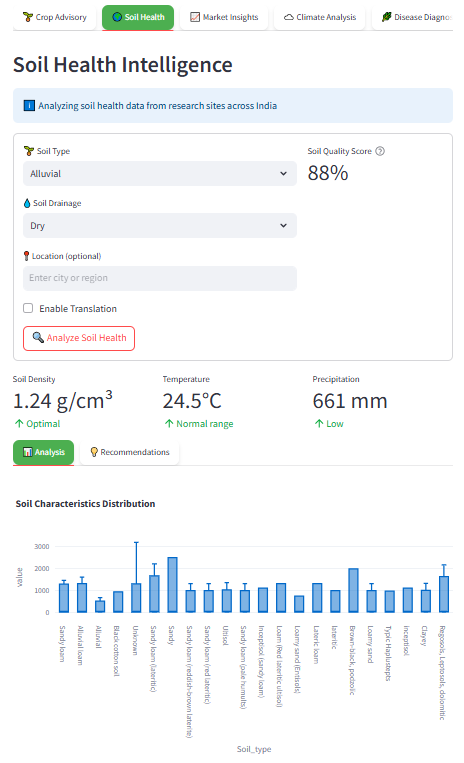 Crop Advisory
Soil Health
Market Insights
Climate Analysis
Disease Diagno
Soil Health Intelligence
Analyzing soil health data from research sites across India
Soil Type
Alluvial
Soil Drainage
Dry
Location (optional)
Enter city or region
Enable Translation
Analyze Soil Health
Soil Quality Score
88%
Soil Density
1.24 g/cm³
Optimal
Temperature
24.5°C
Normal range
Precipitation
661 mm
Low
Analysis
Recommendations
Soil Characteristics Distribution
value
3000
2000
1000
0
Sandy loam
Alluvial loam
Alluvial
Black cotton soil
Unknown
Sandy loam (lateritic)
Sandy
Sandy loam (reddish-brown laterite)
Sandy loam (red lateritic)
Ultisol
Sandy loam (pale humults)
Inceptisol (sandy loam)
Loam (Red lateritic ultisol)
Loamy sand (Entisols)
Lateric loam
lateritic
Brown-black, podzolic
Loamy sand
Typic Haplustepts
Inceptisol
Clayey
Regosols, Leptosols, dolomitic
Soil_type